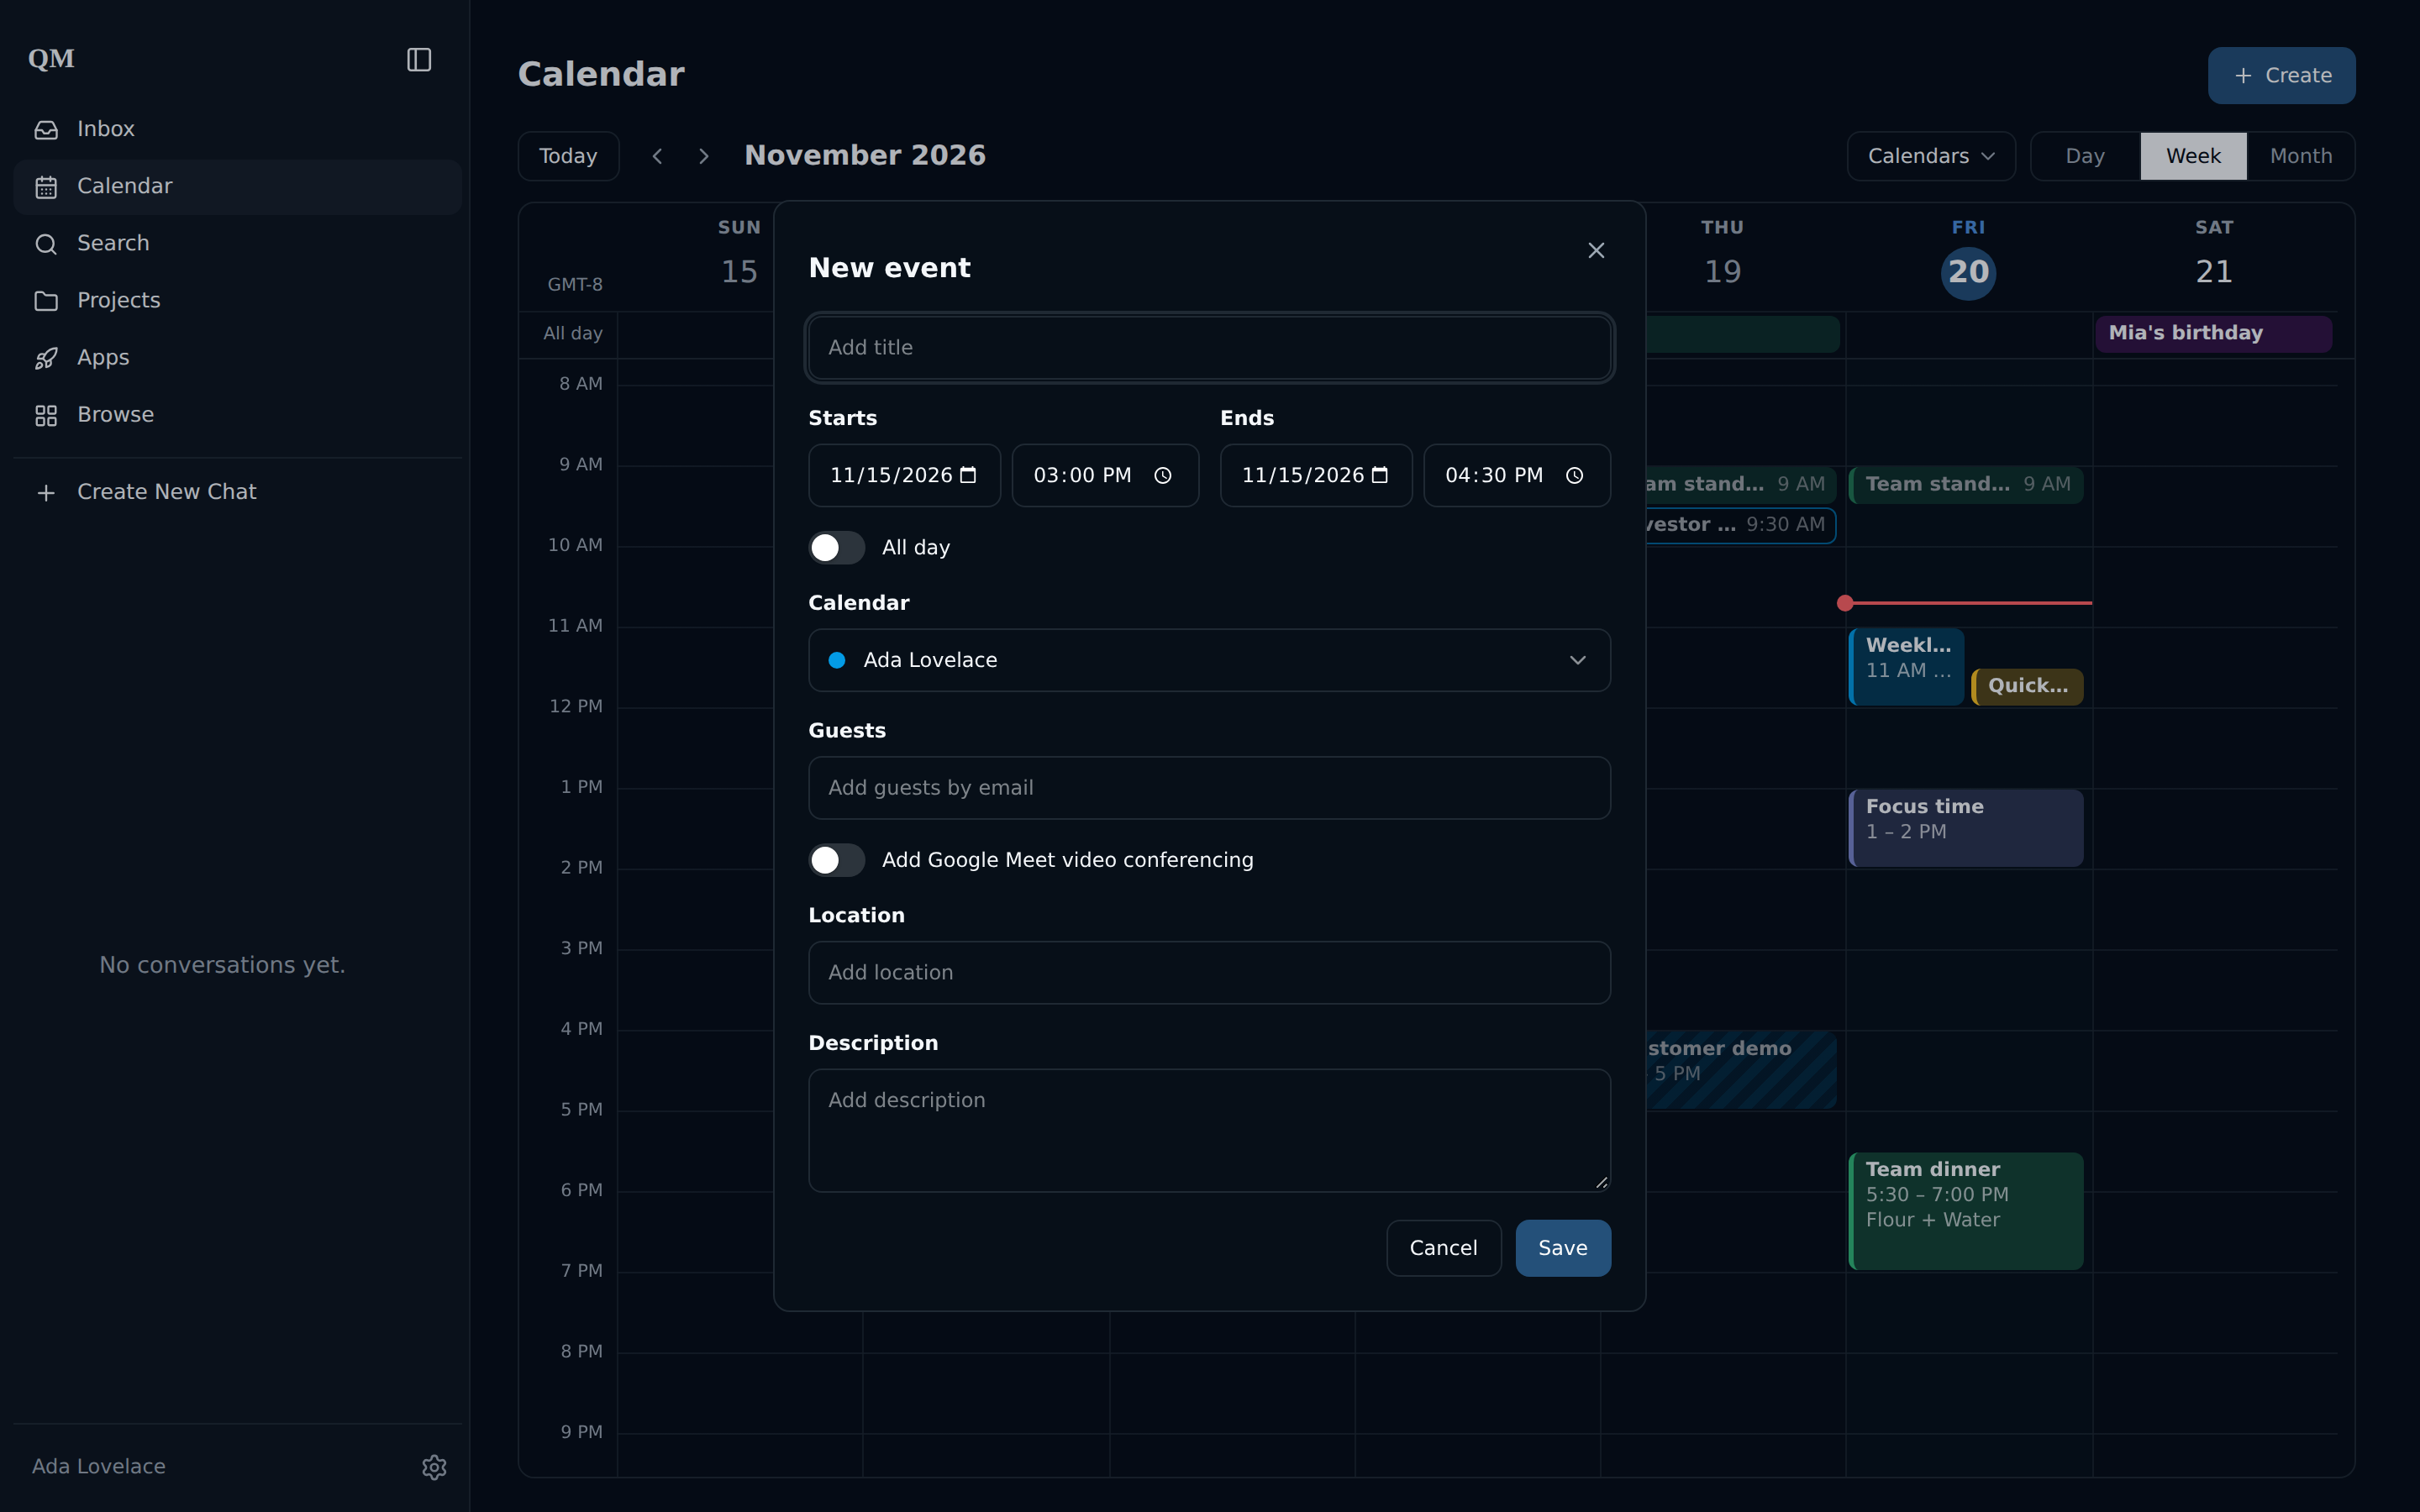 QM
Inbox
Calendar
Search
Projects
Apps
Browse
Create New Chat
No conversations yet.
Ada Lovelace
Calendar
Create
Today
November 2026
Calendars
Day
Week
Month
SUN
THU
FRI
SAT
15
19
20
21
GMT-8
All day
Mia's birthday
8 AM
9 AM
10 AM
11 AM
12 PM
1 PM
2 PM
3 PM
4 PM
5 PM
6 PM
7 PM
8 PM
9 PM
New event
Add title
Starts
Ends
11/15/2026
03:00 PM
11/15/2026
04:30 PM
All day
Calendar
Ada Lovelace
Guests
Add guests by email
Add Google Meet video conferencing
Location
Add location
Description
Add description
Cancel
Save
am stand… 9 AM
vestor … 9:30 AM
stomer demo
5 PM
Team stand… 9 AM
Weekl…
11 AM …
Quick…
Focus time
1 – 2 PM
Team dinner
5:30 – 7:00 PM
Flour + Water